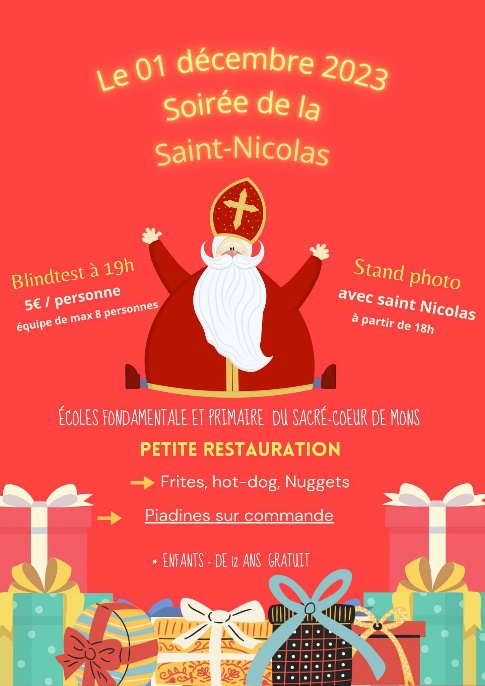 Le 01 décembre 2023
Soirée de la
Saint-Nicolas
Blindtest à 19h
5€ / personne
équipe de max 8 personnes
Stand photo
avec saint Nicolas
à partir de 18h
ÉCOLES FONDAMENTALE ET PRIMAIRE DU SACRÉ-COEUR DE MONS
PETITE RESTAURATION
Frites, hot-dog, Nuggets
Piadines sur commande
* ENFANTS - DE 12 ANS GRATUIT